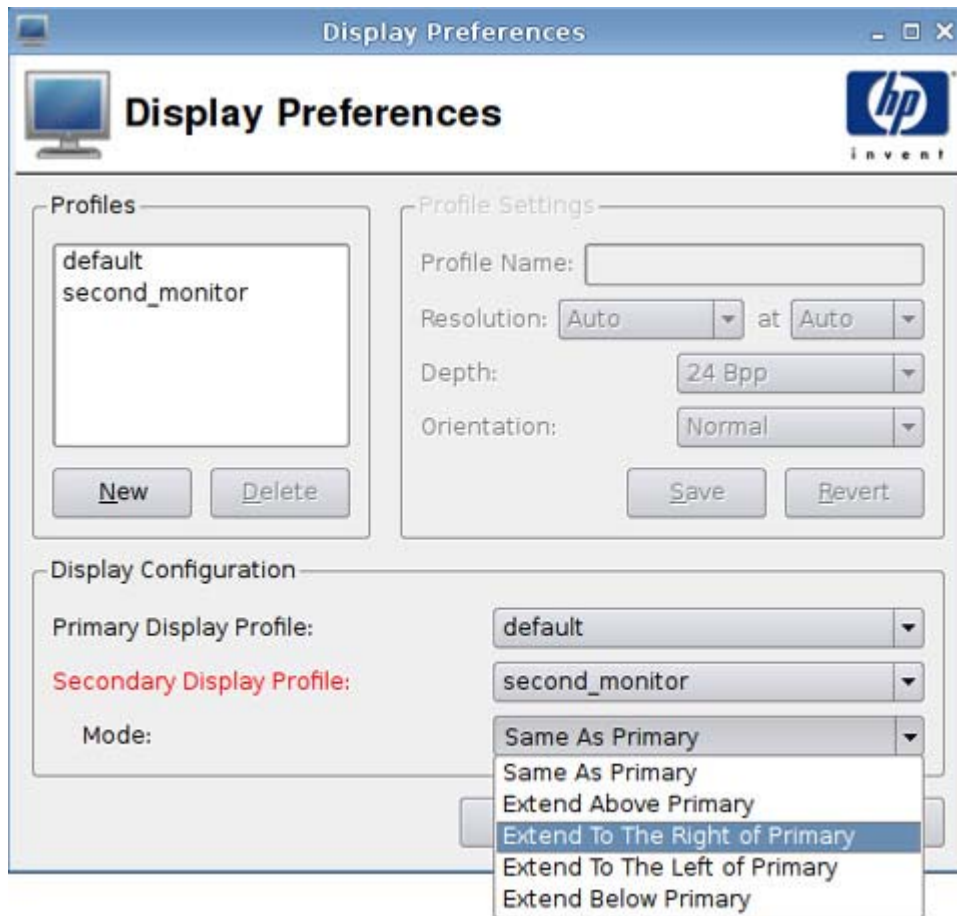 Display Preferences
Display Preferences
hp
invent
Profiles
default
second_monitor
New
Delete
Profile Settings
Profile Name:
Resolution: Auto at Auto
Depth: 24 Bpp
Orientation: Normal
Save
Revert
Display Configuration
Primary Display Profile: default
Secondary Display Profile: second_monitor
Mode: Same As Primary
Same As Primary
Extend Above Primary
Extend To The Right of Primary
Extend To The Left of Primary
Extend Below Primary